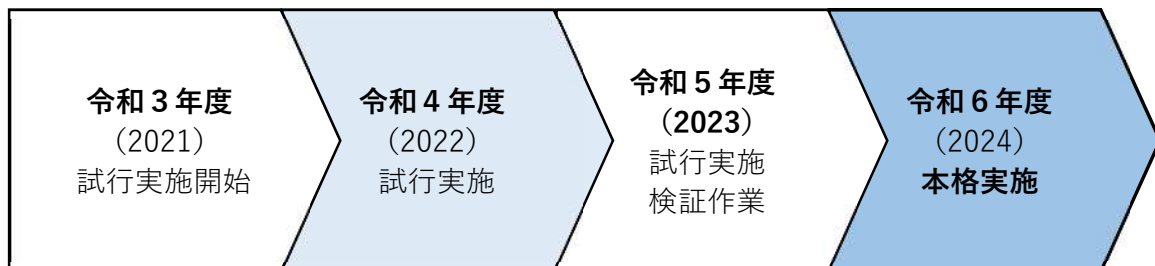 令和３年度
（2021）
試行実施開始
令和４年度
（2022）
試行実施
令和５年度
（2023）
試行実施
検証作業
令和６年度
（2024）
本格実施